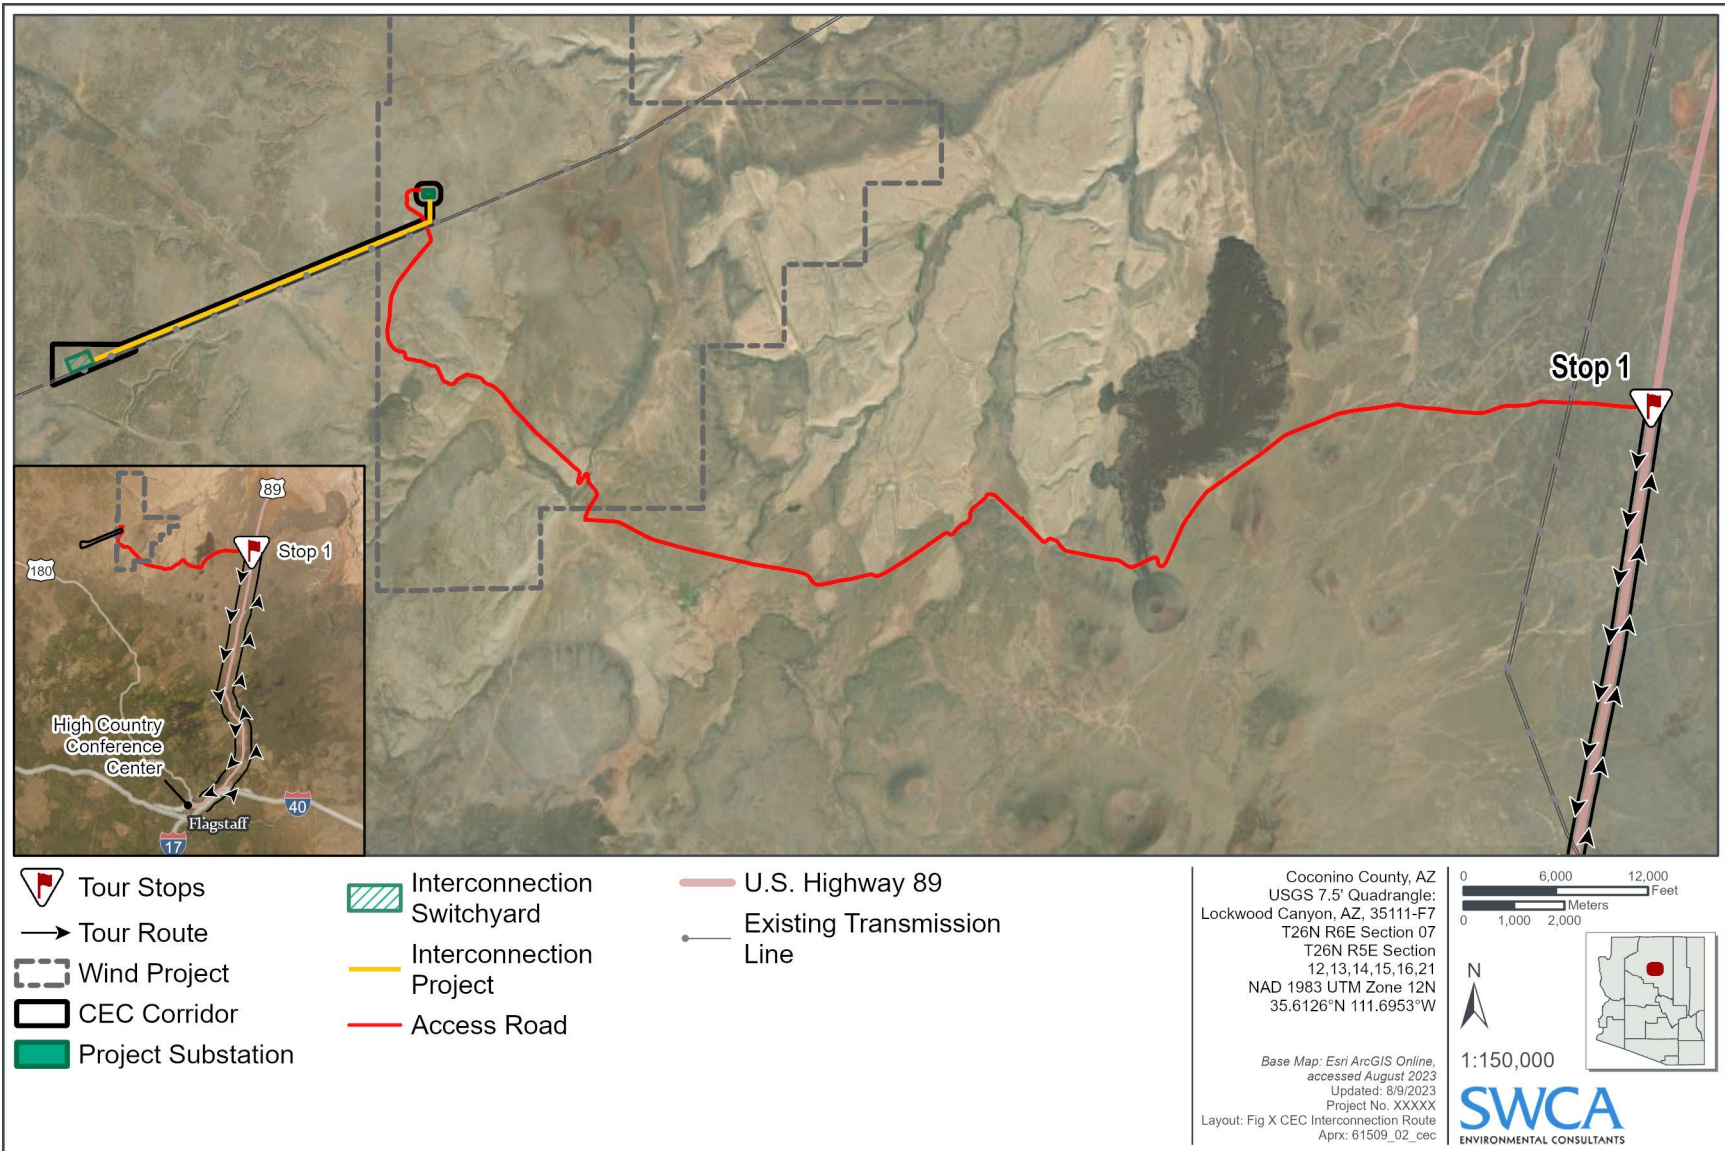 Stop 1
89
Stop 1
180
High Country
Conference
Center
Flagstaff
40
17
Tour Stops
Tour Route
Wind Project
CEC Corridor
Project Substation
Interconnection
Switchyard
Interconnection
Project
Access Road
U.S. Highway 89
Existing Transmission
Line
Coconino County, AZ
USGS 7.5' Quadrangle:
Lockwood Canyon, AZ, 35111-F7
T26N R6E Section 07
T26N R5E Section
12,13,14,15,16,21
NAD 1983 UTM Zone 12N
35.6126°N 111.6953°W
Base Map: Esri ArcGIS Online,
accessed August 2023
Updated: 8/9/2023
Project No. XXXXX
Layout: Fig X CEC Interconnection Route
Aprx: 61509_02_cec
0 6,000 12,000
Feet
Meters
0 1,000 2,000
N
1:150,000
SWCA
ENVIRONMENTAL CONSULTANTS